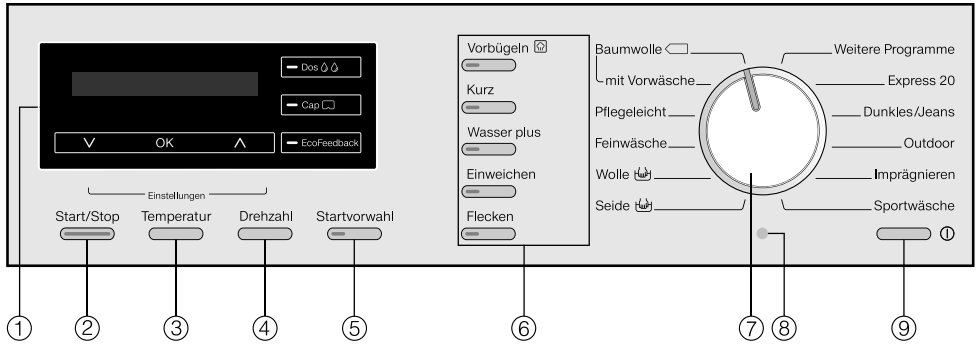 Dos
Cap
EcoFeedback
OK
Einstellungen
Start/Stop
Temperatur
Drehzahl
Startvorwahl
Vorbügeln
Kurz
Wasser plus
Einweichen
Flecken
Baumwolle
mit Vorwäsche
Pflegeleicht
Feinwäsche
Wolle
Seide
Weitere Programme
Express 20
Dunkles/Jeans
Outdoor
Imprägnieren
Sportwäsche
1
2
3
4
5
6
7
8
9